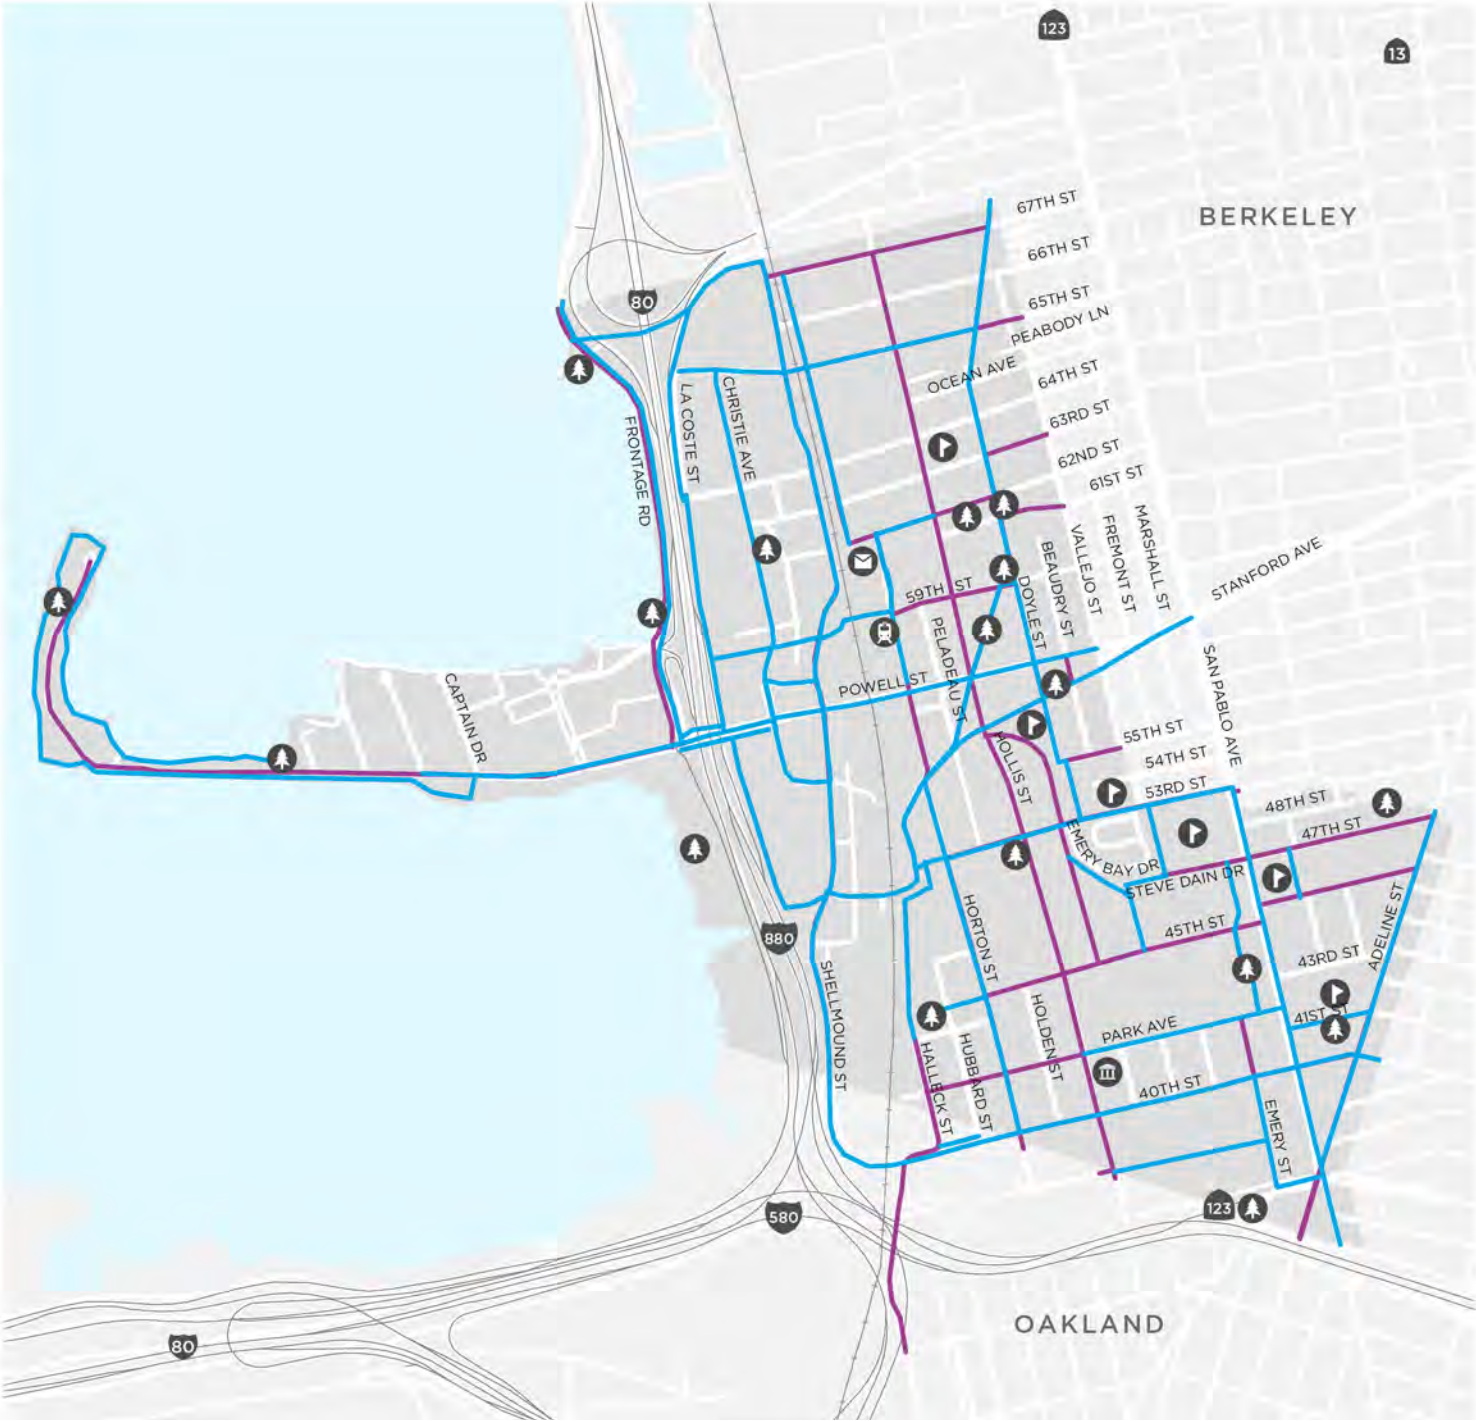 123
13
67TH ST
BERKELEY
66TH ST
80
65TH ST
PEABODY LN
OCEAN AVE
64TH ST
LA COSTE ST
CHRISTIE AVE
63RD ST
FRONTAGE RD
62ND ST
61ST ST
MARSHALL ST
FREMONT ST
VALLEJO ST
BEAUDRY ST
STANFORD AVE
59TH ST
DOYLE ST
PELADEAU ST
SAN PABLO AVE
CAPTAIN DR
POWELL ST
55TH ST
HOLLIS ST
54TH ST
53RD ST
48TH ST
47TH ST
EMERY BAY DR
STEVE DAIN DR
ADELINE ST
HORTON ST
45TH ST
880
43RD ST
SHELLMOUND ST
HOLDEN ST
41ST ST
PARK AVE
HUBBARD ST
HALLECK ST
40TH ST
EMERY ST
123
580
OAKLAND
80